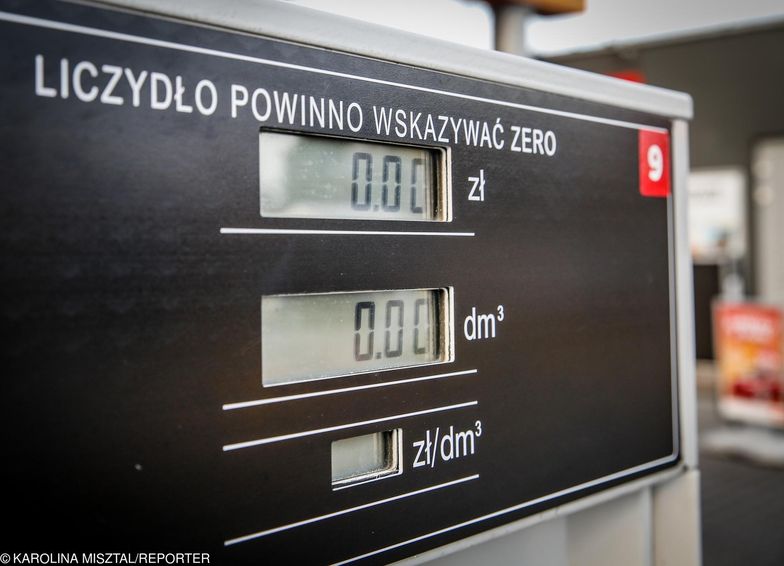 LICZYDŁO POWINNO WSKAZYWAĆ ZERO
9
0.00 zł
0.00 dm³
zł/dm³
© KAROLINA MISZTAL/REPORTER